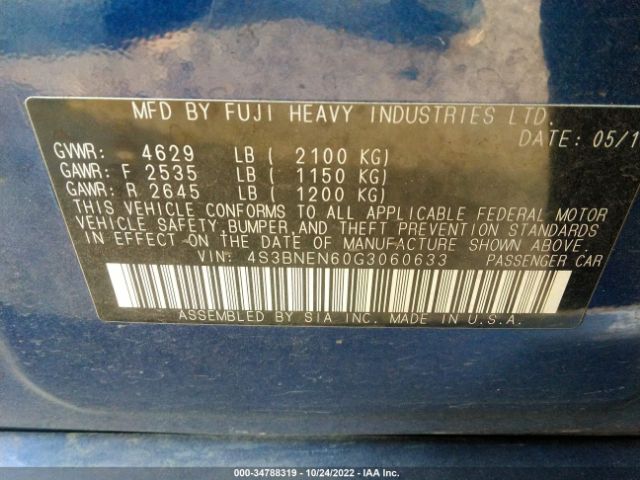 MFD BY FUJI HEAVY INDUSTRIES LTD.
DATE: 05/1
GVWR: 4629 LB ( 2100 KG)
GAWR: F 2535 LB ( 1150 KG)
GAWR: R 2645 LB ( 1200 KG)
THIS VEHICLE CONFORMS TO ALL APPLICABLE FEDERAL MOTOR
VEHICLE SAFETY,BUMPER,AND THEFT PREVENTION STANDARDS
IN EFFECT ON THE DATE OF MANUFACTURE SHOWN ABOVE.
VIN: 4S3BNEN60G3060633 PASSENGER CAR
ASSEMBLED BY SIA INC. MADE IN U.S.A.
000-34788319 - 10/24/2022 - IAA Inc.